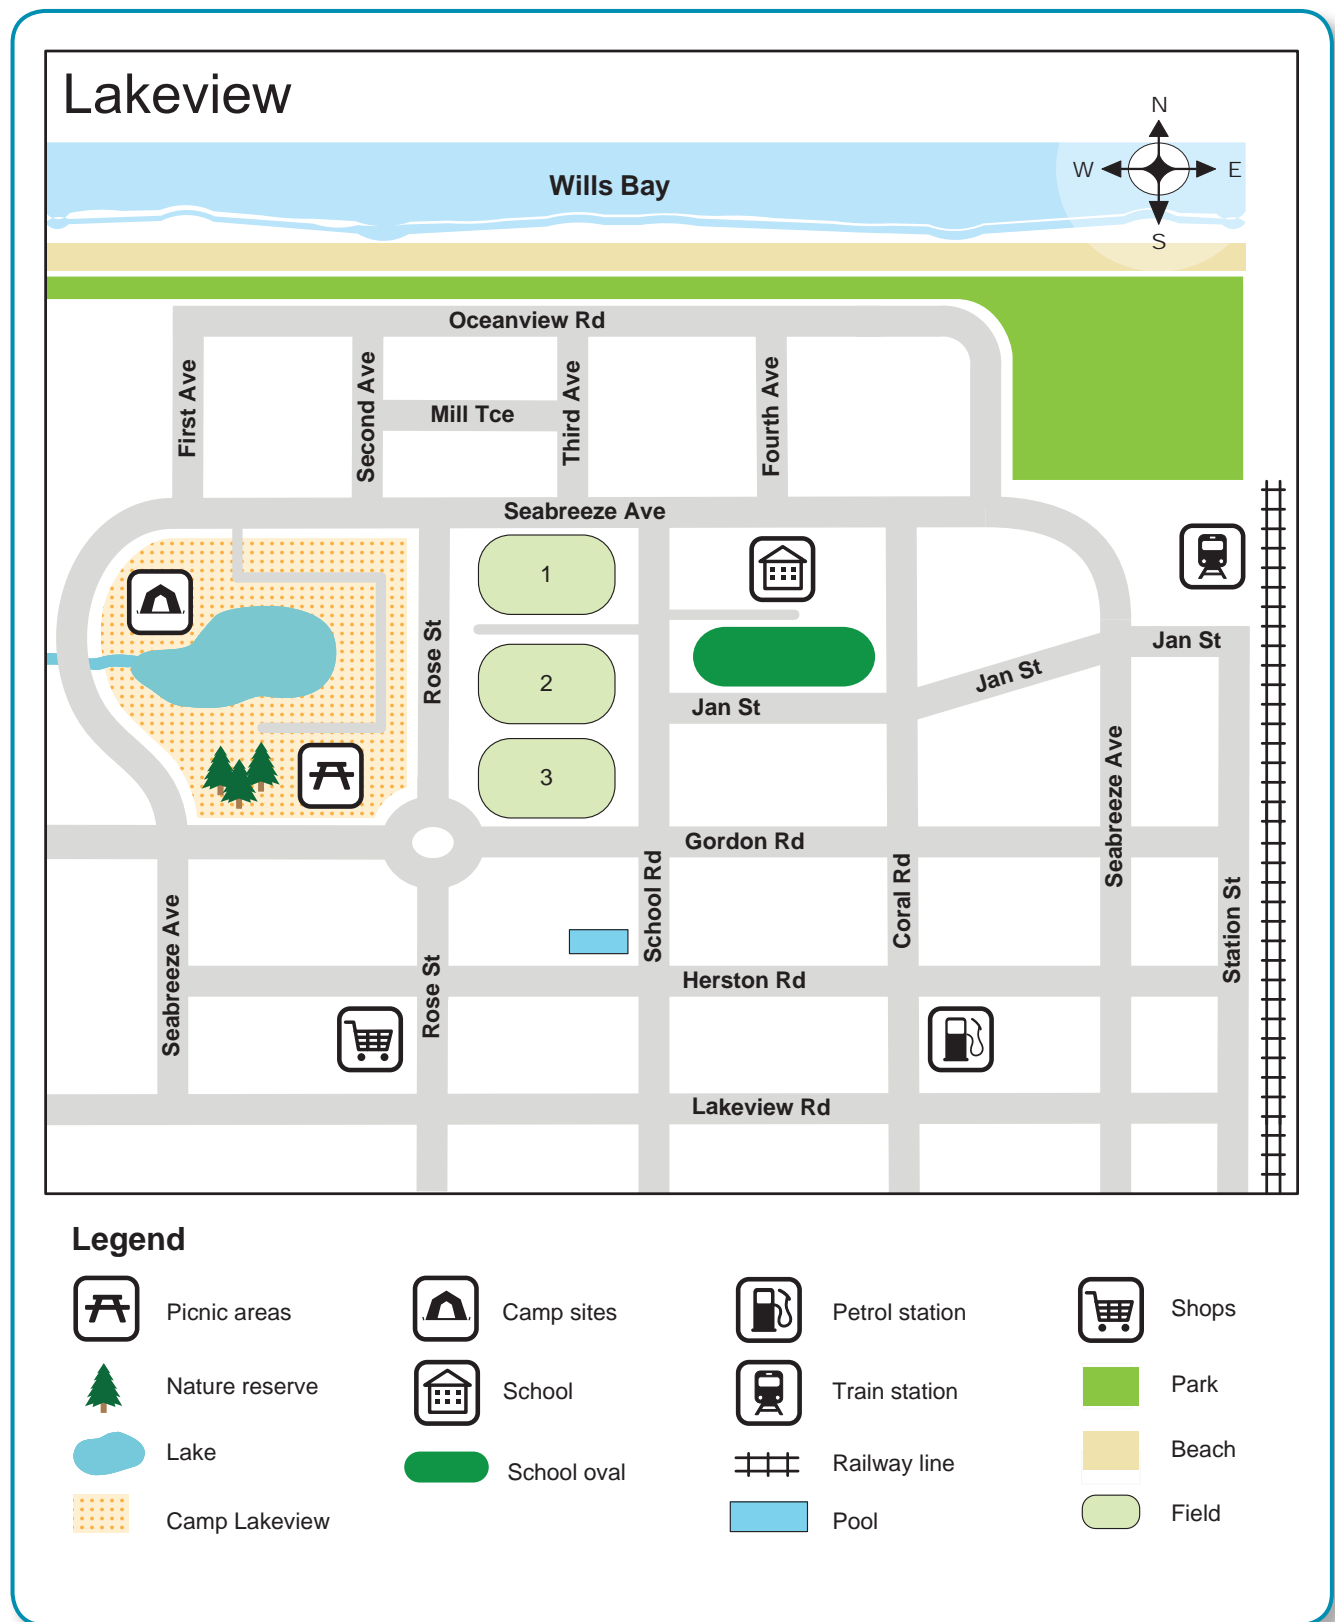 Lakeview
N
W
E
S
Wills Bay
Oceanview Rd
First Ave
Second Ave
Mill Tce
Third Ave
Fourth Ave
Seabreeze Ave
1
2
3
Rose St
Jan St
Jan St
Jan St
Gordon Rd
Seabreeze Ave
School Rd
Coral Rd
Station St
Seabreeze Ave
Rose St
Herston Rd
Lakeview Rd
Legend
Picnic areas
Camp sites
Petrol station
Shops
Nature reserve
School
Train station
Park
Lake
School oval
Railway line
Beach
Camp Lakeview
Pool
Field